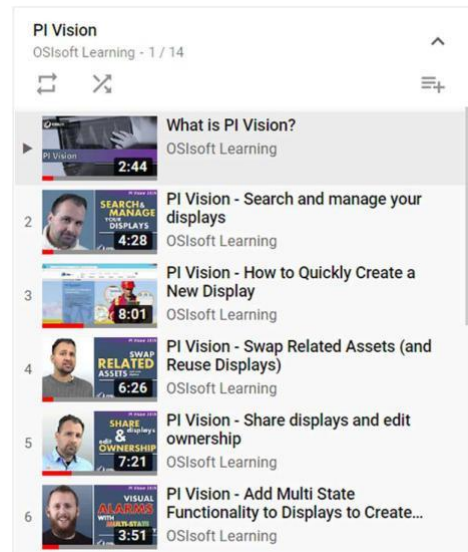 PI Vision
OSIsoft Learning - 1 / 14
What is PI Vision?
OSIsoft Learning
PI Vision
2:44
2
PI Vision - Search and manage your
displays
OSIsoft Learning
SEARCH&
MANAGE
YOUR
DISPLAYS
4:28
3
PI Vision - How to Quickly Create a
New Display
OSIsoft Learning
8:01
4
PI Vision - Swap Related Assets (and
Reuse Displays)
OSIsoft Learning
SWAP
RELATED
ASSETS
6:26
5
PI Vision - Share displays and edit
ownership
OSIsoft Learning
SHARE
displays
&
edit
OWNERSHIP
7:21
6
PI Vision - Add Multi State
Functionality to Displays to Create...
OSIsoft Learning
VISUAL
ALARMS
WITH
MULTI-STATE
3:51